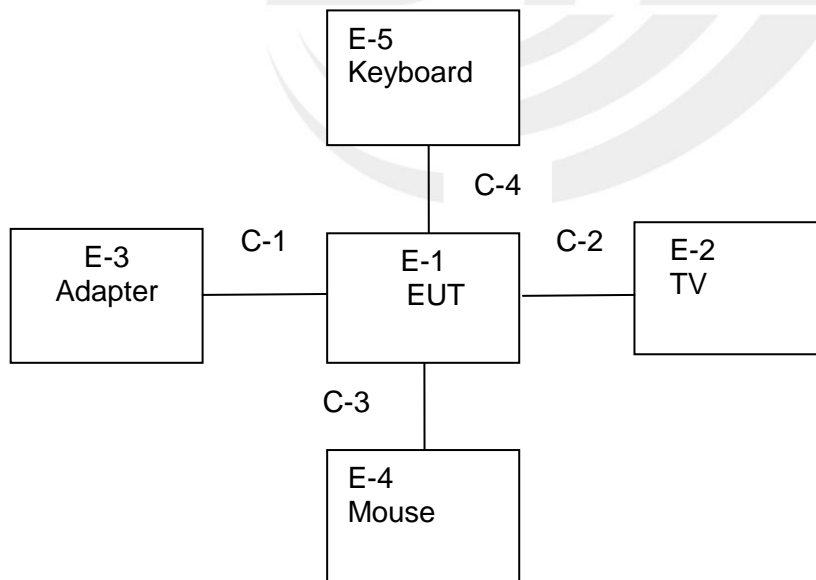 E-5
Keyboard
C-4
E-3
Adapter
C-1
E-1
EUT
C-2
E-2
TV
C-3
E-4
Mouse